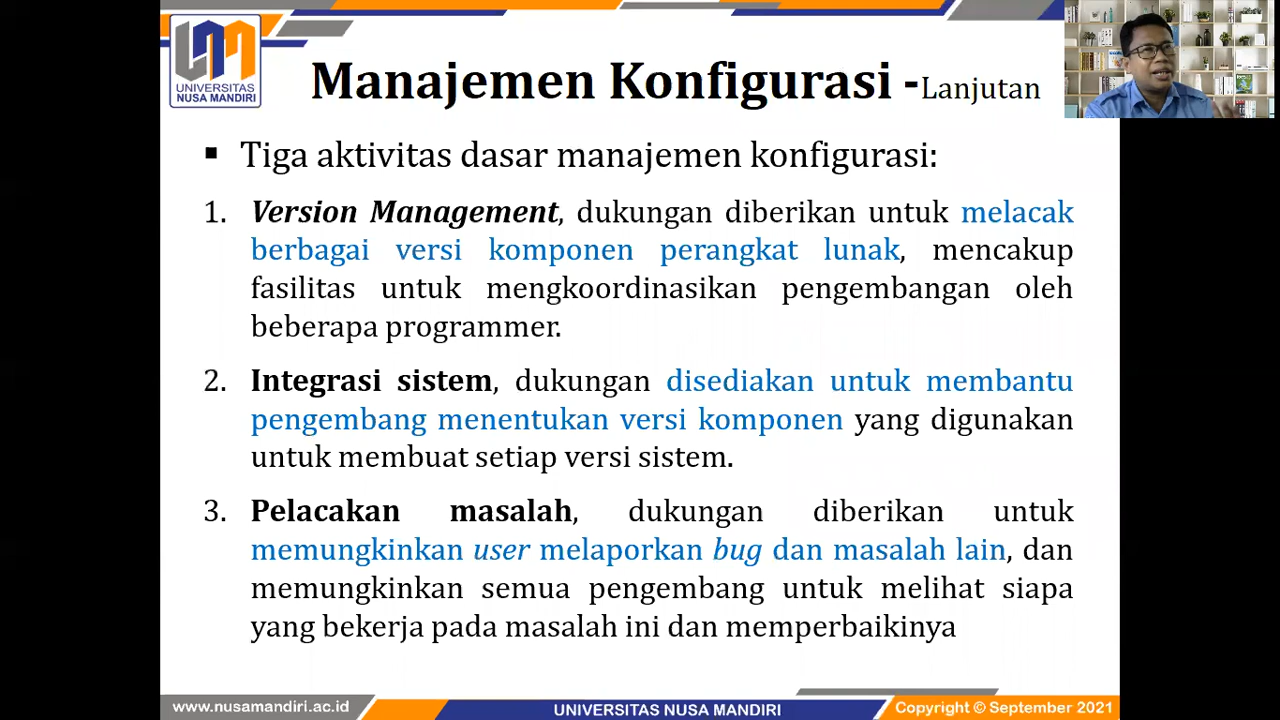 UNIVERSITAS
NUSA MANDIRI
Manajemen Konfigurasi -Lanjutan
▪ Tiga aktivitas dasar manajemen konfigurasi:
1. Version Management, dukungan diberikan untuk melacak
berbagai versi komponen perangkat lunak, mencakup
fasilitas untuk mengkoordinasikan pengembangan oleh
beberapa programmer.
2. Integrasi sistem, dukungan disediakan untuk membantu
pengembang menentukan versi komponen yang digunakan
untuk membuat setiap versi sistem.
3. Pelacakan masalah, dukungan diberikan untuk
memungkinkan user melaporkan bug dan masalah lain, dan
memungkinkan semua pengembang untuk melihat siapa
yang bekerja pada masalah ini dan memperbaikinya
www.nusamandiri.ac.id
UNIVERSITAS NUSA MANDIRI
Copyright © September 2021